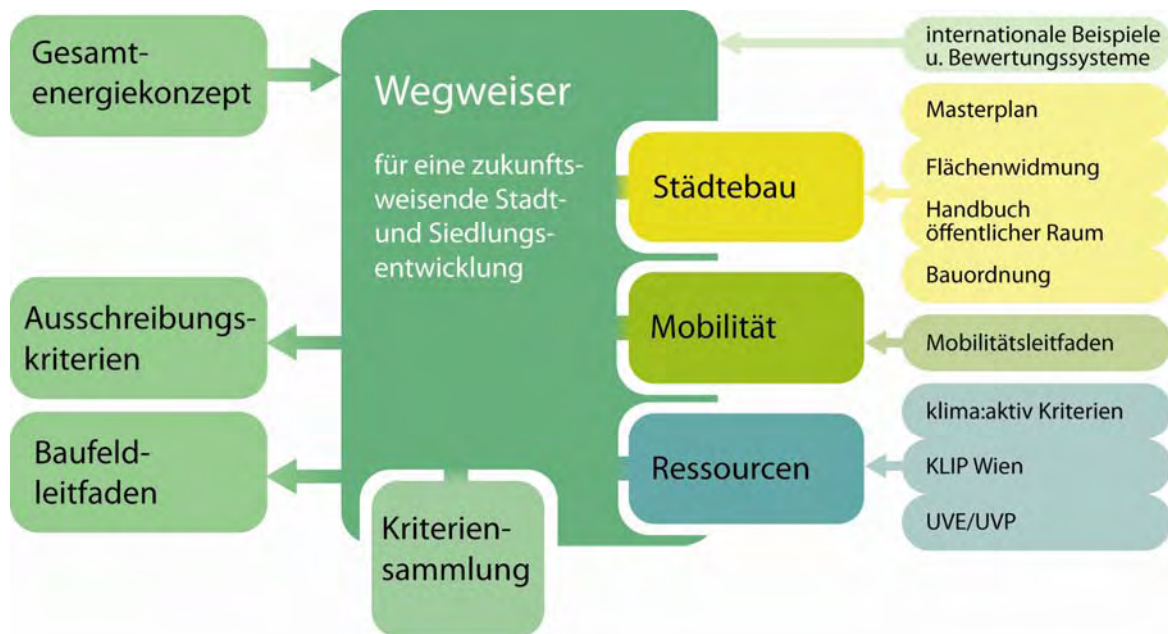 Gesamt-
energiekonzept
Ausschreibungs-
kriterien
Baufeld-
leitfaden
Wegweiser
für eine zukunfts-
weisende Stadt-
und Siedlungs-
entwicklung
Kriterien-
sammlung
Städtebau
Mobilität
Ressourcen
internationale Beispiele
u. Bewertungssysteme
Masterplan
Flächenwidmung
Handbuch
öffentlicher Raum
Bauordnung
Mobilitätsleitfaden
klima:aktiv Kriterien
KLIP Wien
UVE/UVP